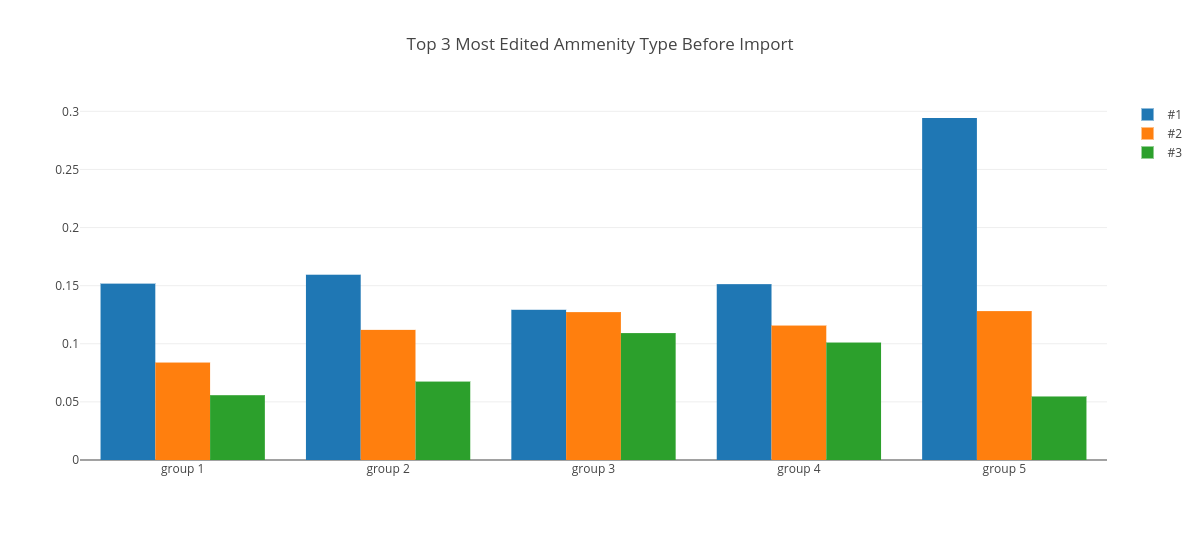 Top 3 Most Edited Ammenity Type Before Import
0.3
0.25
0.2
0.15
0.1
0.05
0
group 1
group 2
group 3
group 4
group 5
#1
#2
#3